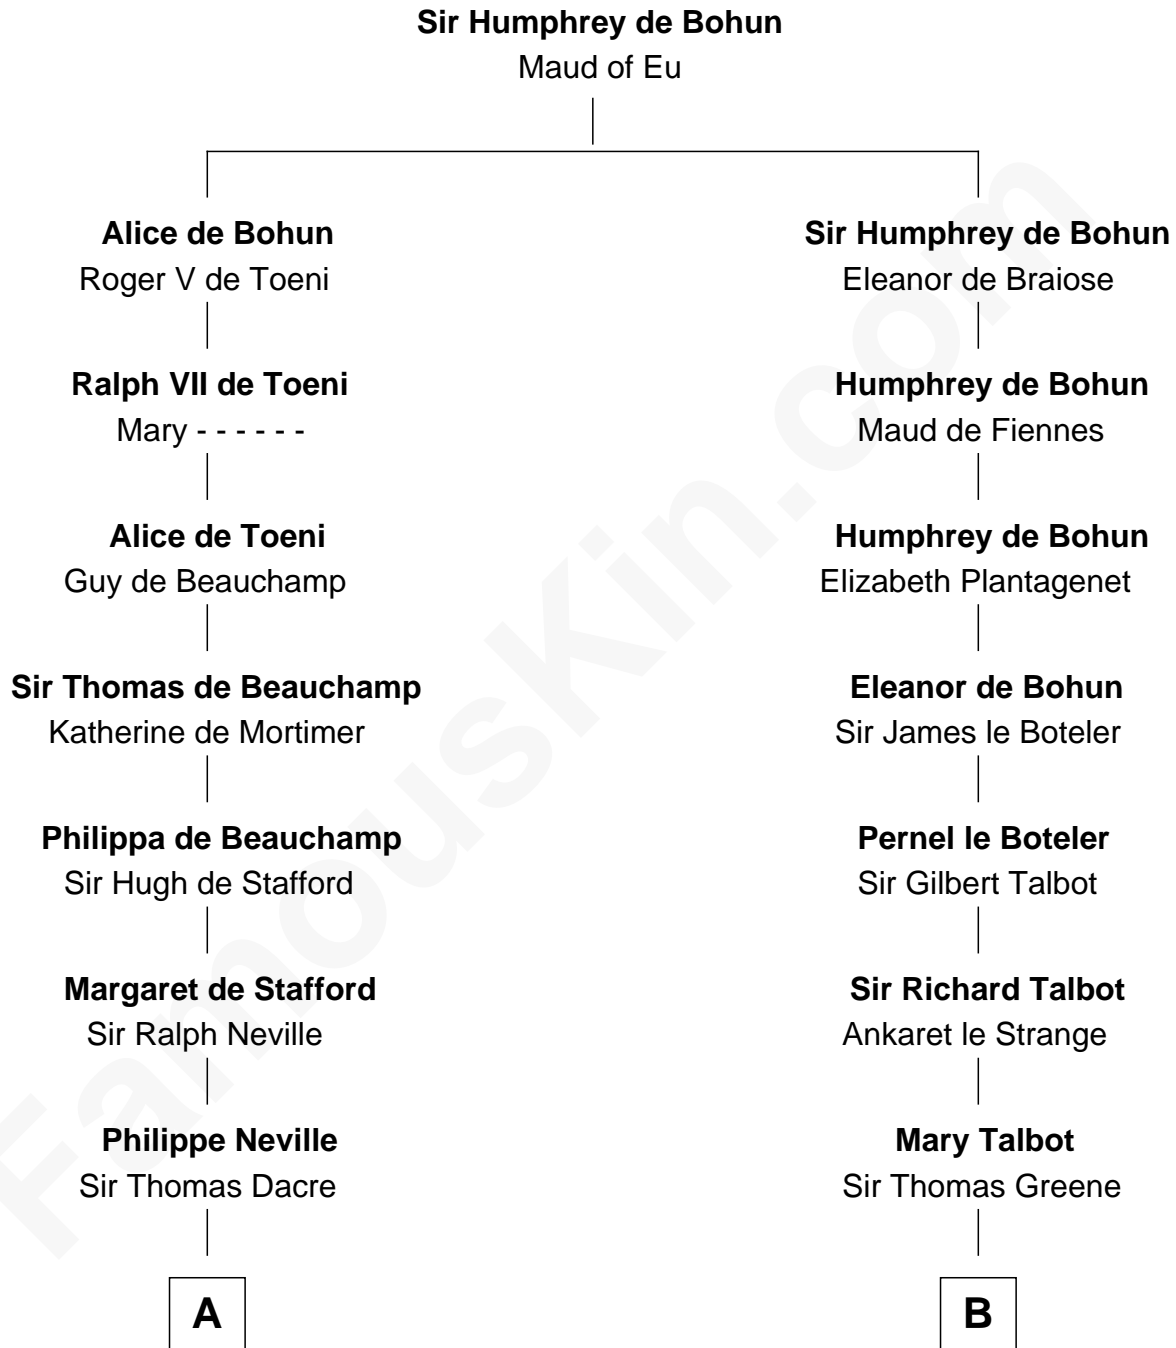 Sir Humphrey de Bohun
Maud of Eu
Alice de Bohun
Roger V de Toeni
Ralph VII de Toeni
Mary - - - - - -
Alice de Toeni
Guy de Beauchamp
Sir Thomas de Beauchamp
Katherine de Mortimer
Philippa de Beauchamp
Sir Hugh de Stafford
Margaret de Stafford
Sir Ralph Neville
Philippe Neville
Sir Thomas Dacre
A
Sir Humphrey de Bohun
Eleanor de Braiose
Humphrey de Bohun
Maud de Fiennes
Humphrey de Bohun
Elizabeth Plantagenet
Eleanor de Bohun
Sir James le Boteler
Pernel le Boteler
Sir Gilbert Talbot
Sir Richard Talbot
Ankaret le Strange
Mary Talbot
Sir Thomas Greene
B
FamousKin.com